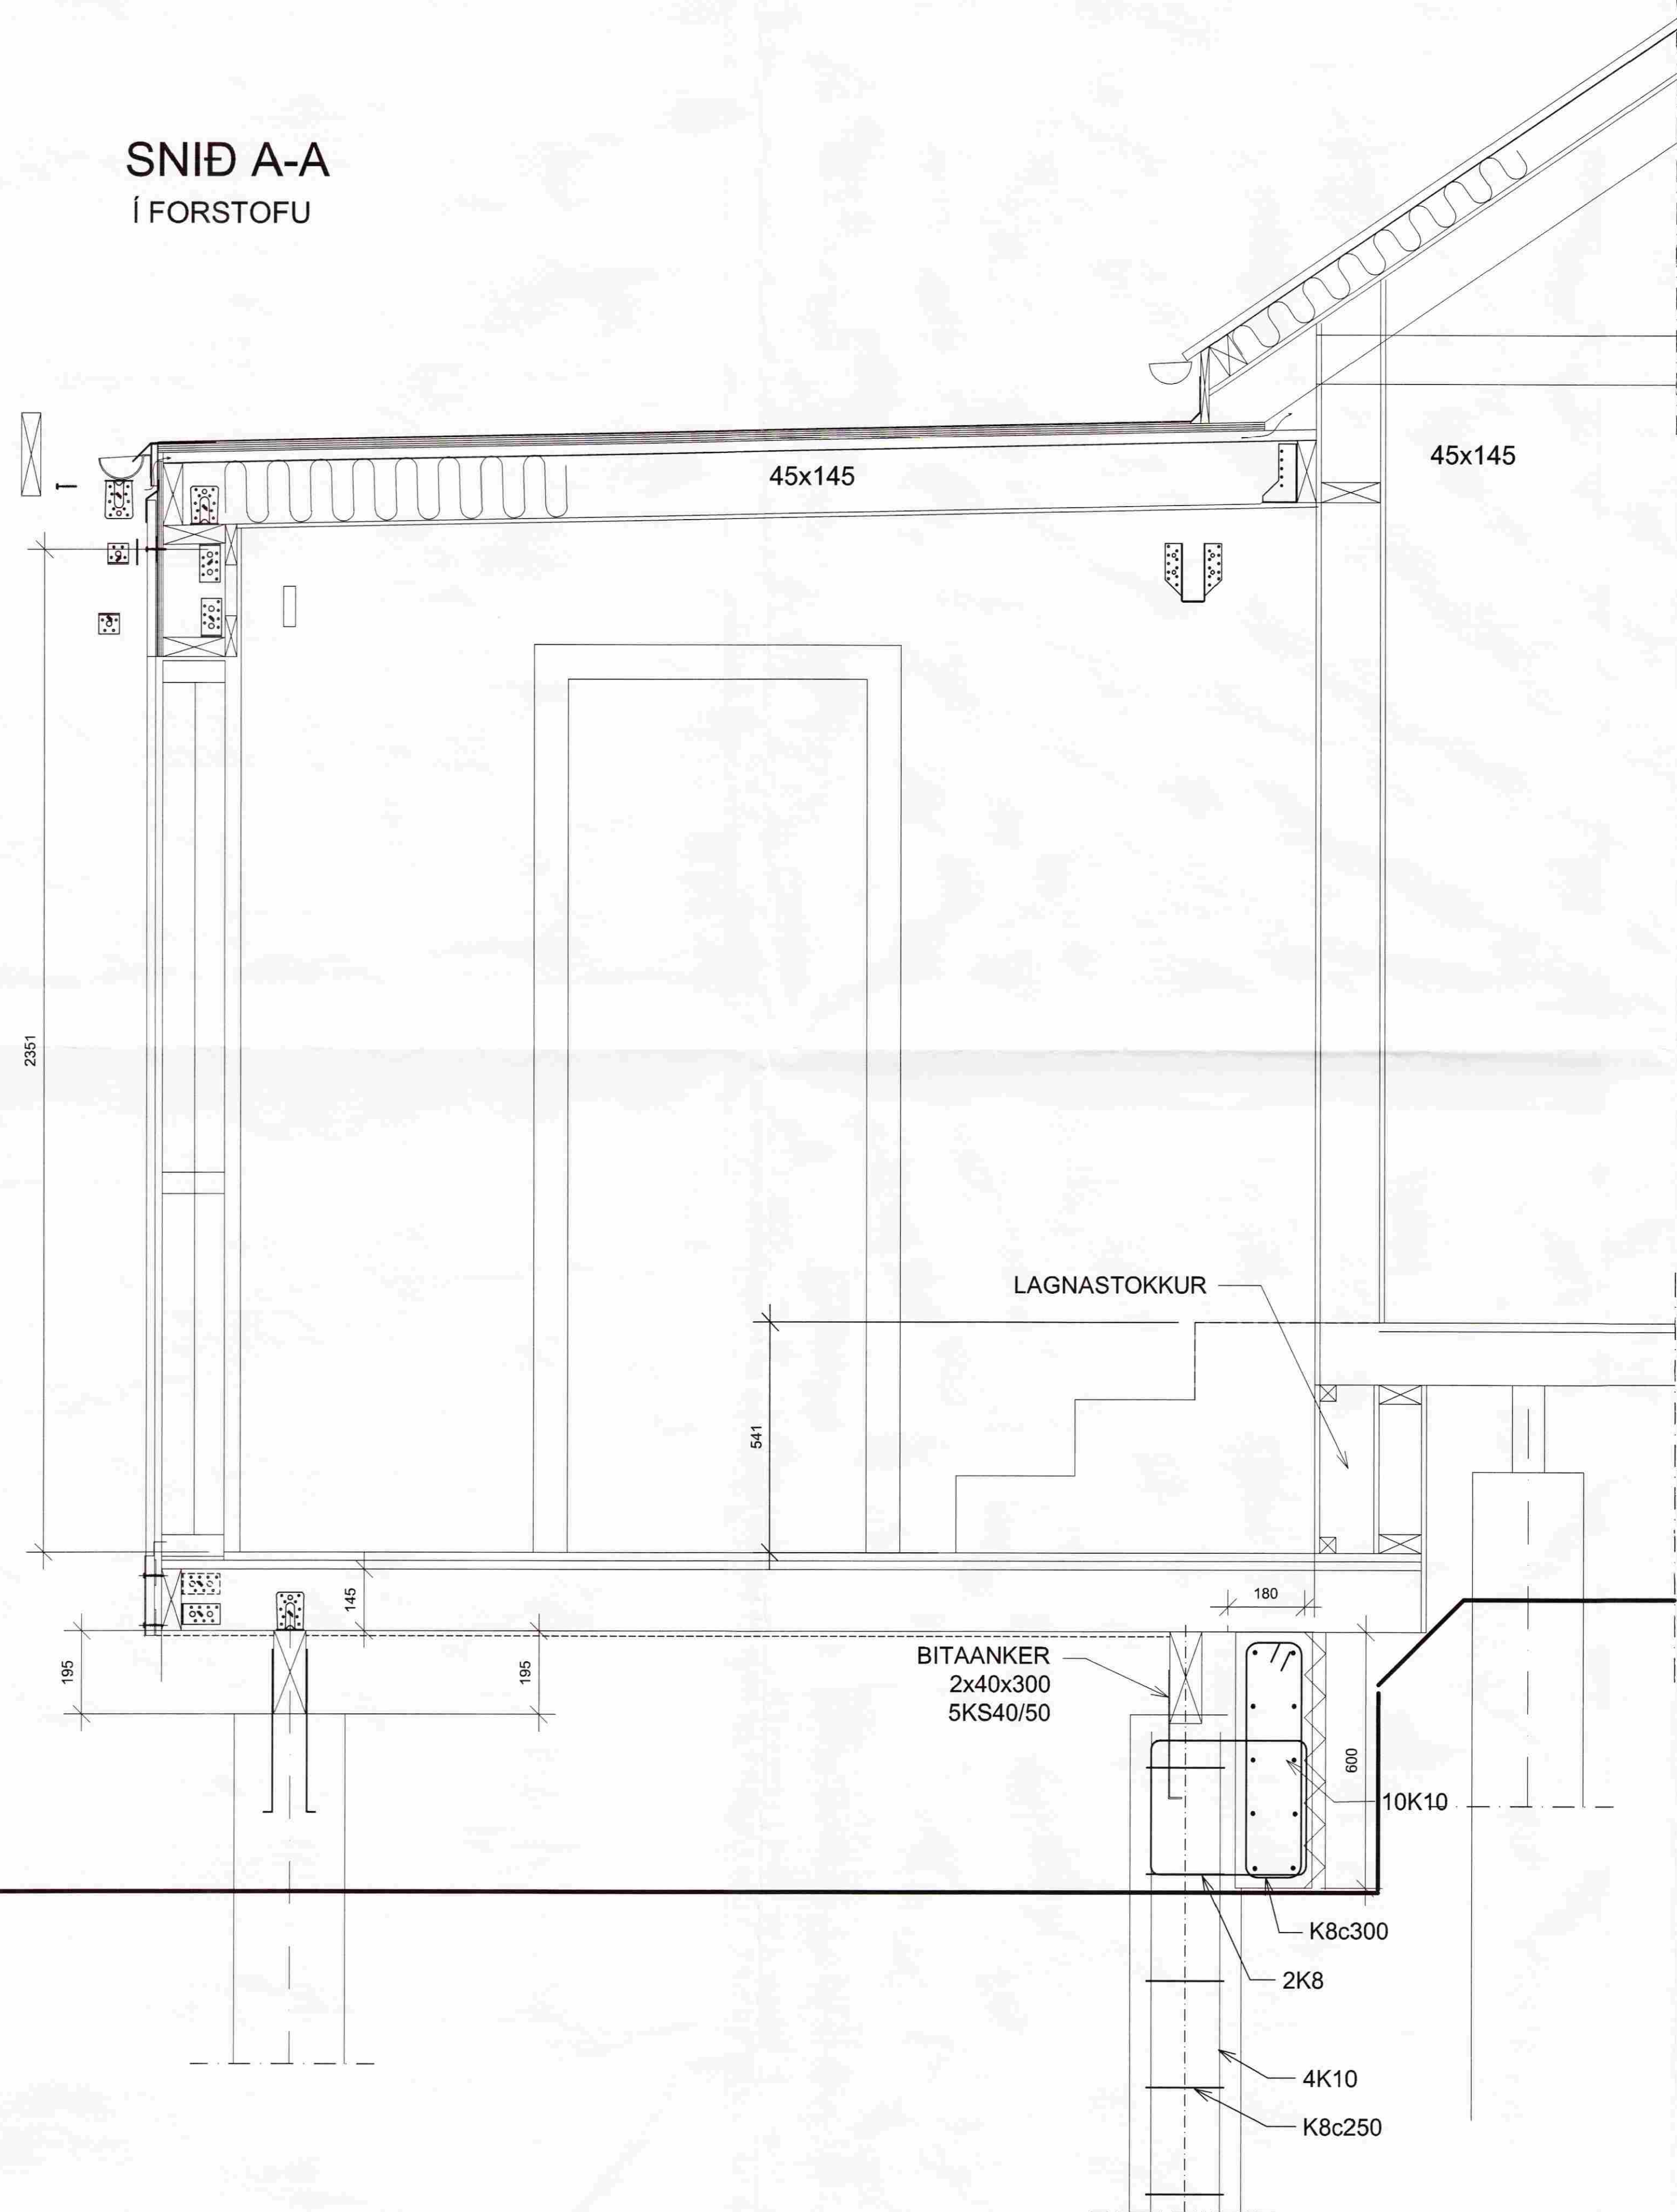 SNIÐ A-A
Í FORSTOFU
45x145
45x145
2351
LAGNASTOKKUR
541
145
180
195
195
BITAANKER
2x40x300
5KS40/50
600
10K10
K8c300
2K8
4K10
K8c250